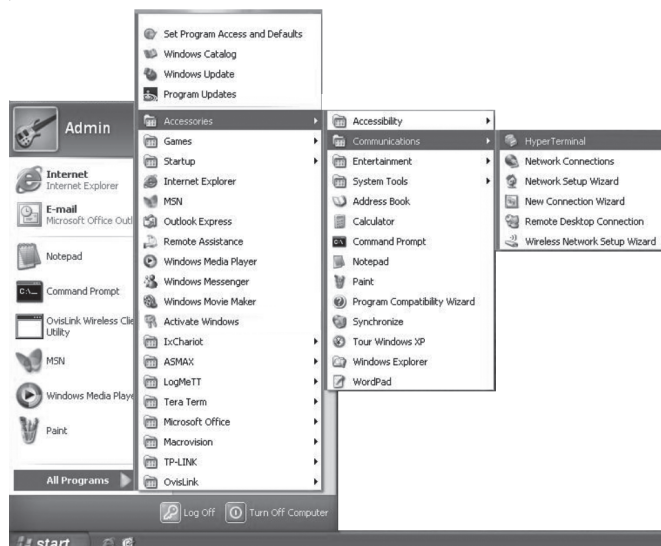 Set Program Access and Defaults
Windows Catalog
Windows Update
Program Updates
Admin
Internet
Internet Explorer
E-mail
Microsoft Office Outl
Notepad
Command Prompt
OvisLink Wireless Clie
Utility
MSN
Windows Media Playe
Paint
All Programs
Accessories
Games
Startup
Internet Explorer
MSN
Outlook Express
Remote Assistance
Windows Media Player
Windows Messenger
Windows Movie Maker
Activate Windows
IxChariot
ASMAX
LogMeTT
Tera Term
Microsoft Office
Macrovision
TP-LINK
OvisLink
Accessibility
Communications
Entertainment
System Tools
Address Book
Calculator
Command Prompt
Notepad
Paint
Program Compatibility Wizard
Synchronize
Tour Windows XP
Windows Explorer
WordPad
HyperTerminal
Network Connections
Network Setup Wizard
New Connection Wizard
Remote Desktop Connection
Wireless Network Setup Wizard
Log Off
Turn Off Computer
start